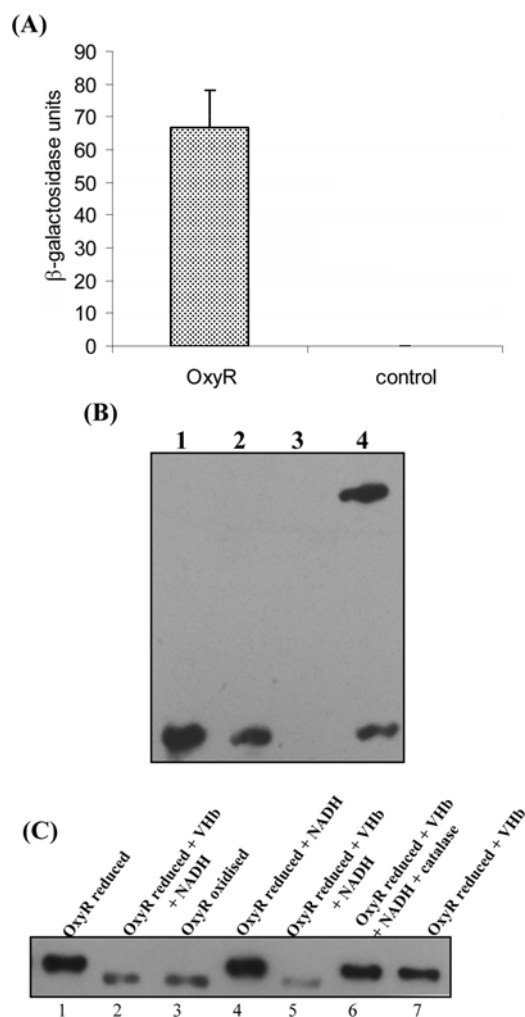 (A)
90
80
70
60
50
40
30
20
10
0
β-galactosidase units
OxyR control
(B)
1 2 3 4
(C)
OxyR reduced
OxyR reduced + VHb
+ NADH
OxyR oxidised
OxyR reduced + NADH
OxyR reduced + VHb
+ NADH
OxyR reduced + VHb
+ NADH + catalase
OxyR reduced + VHb
1 2 3 4 5 6 7